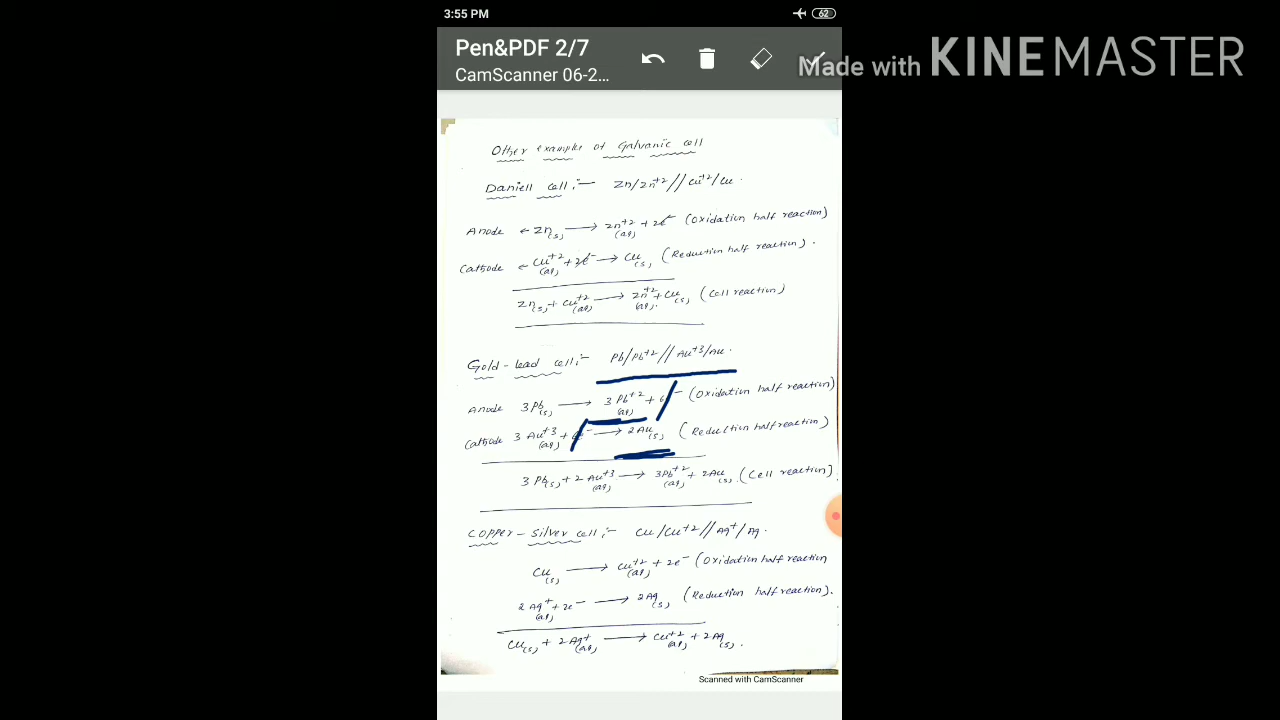 3:55 PM
62
Pen&PDF 2/7
CamScanner 06-2...
Made with KINEMASTER
Other example of Galvanic cell
Daniell cell :- Zn/Zn+2//Cu+2/Cu.
Anode ← Zn(s) → Zn+2(aq) + 2e- (Oxidation half reaction)
Cathode ← Cu+2(aq) + 2e- → Cu(s) (Reduction half reaction).
Zn(s) + Cu+2(aq) → Zn+2(aq) + Cu(s) (Cell reaction)
Gold-lead cell :- Pb/Pb+2//Au+3/Au.
Anode 3Pb(s) → 3Pb+2(aq) + 6- (Oxidation half reaction)
Cathode 3Au+3(aq) + - → 2Au(s) (Reduction half reaction)
3Pb(s) + 2Au+3(aq) → 3Pb+2(aq) + 2Au(s). (Cell reaction)
Copper-Silver cell :- Cu/Cu+2//Ag+/Ag.
Cu(s) → Cu+2(aq) + 2e- (Oxidation half reaction
2Ag+(aq) + 2e- → 2Ag(s) (Reduction half reaction).
Cu(s) + 2Ag+(aq) → Cu+2(aq) + 2Ag(s).
Scanned with CamScanner